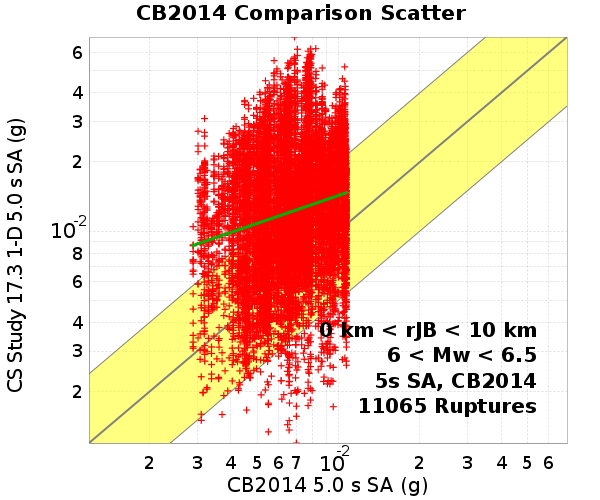 CB2014 Comparison Scatter
CS Study 17.3 1-D 5.0 s SA (g)
6
4
3
2
10-2
8
6
4
3
2
0 km < rJB < 10 km
6 < Mw < 6.5
5s SA, CB2014
11065 Ruptures
2 3 4 5 6 7 10-2 2 3 4 5 6
CB2014 5.0 s SA (g)